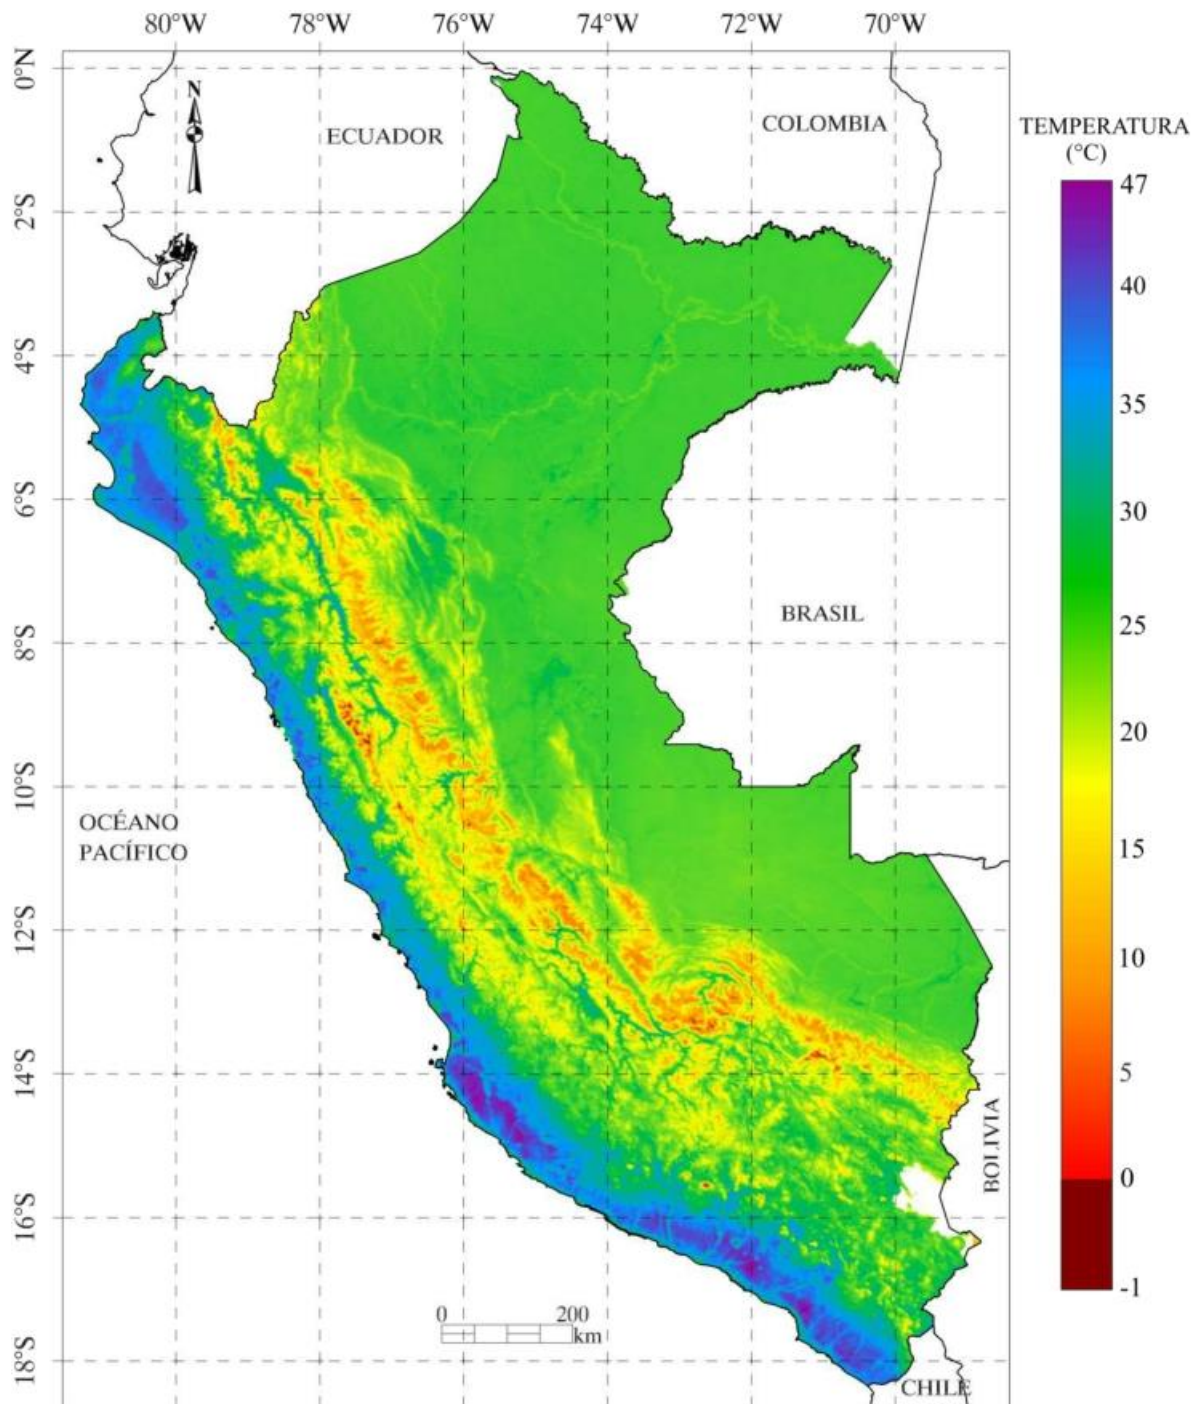 80°W 78°W 76°W 74°W 72°W 70°W
0°N
N
ECUADOR
COLOMBIA
TEMPERATURA
(°C)
47
2°S
40
4°S
35
6°S
30
BRASIL
8°S
25
20
10°S
OCÉANO
PACÍFICO
15
12°S
10
14°S
5
BOLIVIA
0
16°S
-1
0 200
km
18°S
CHILE